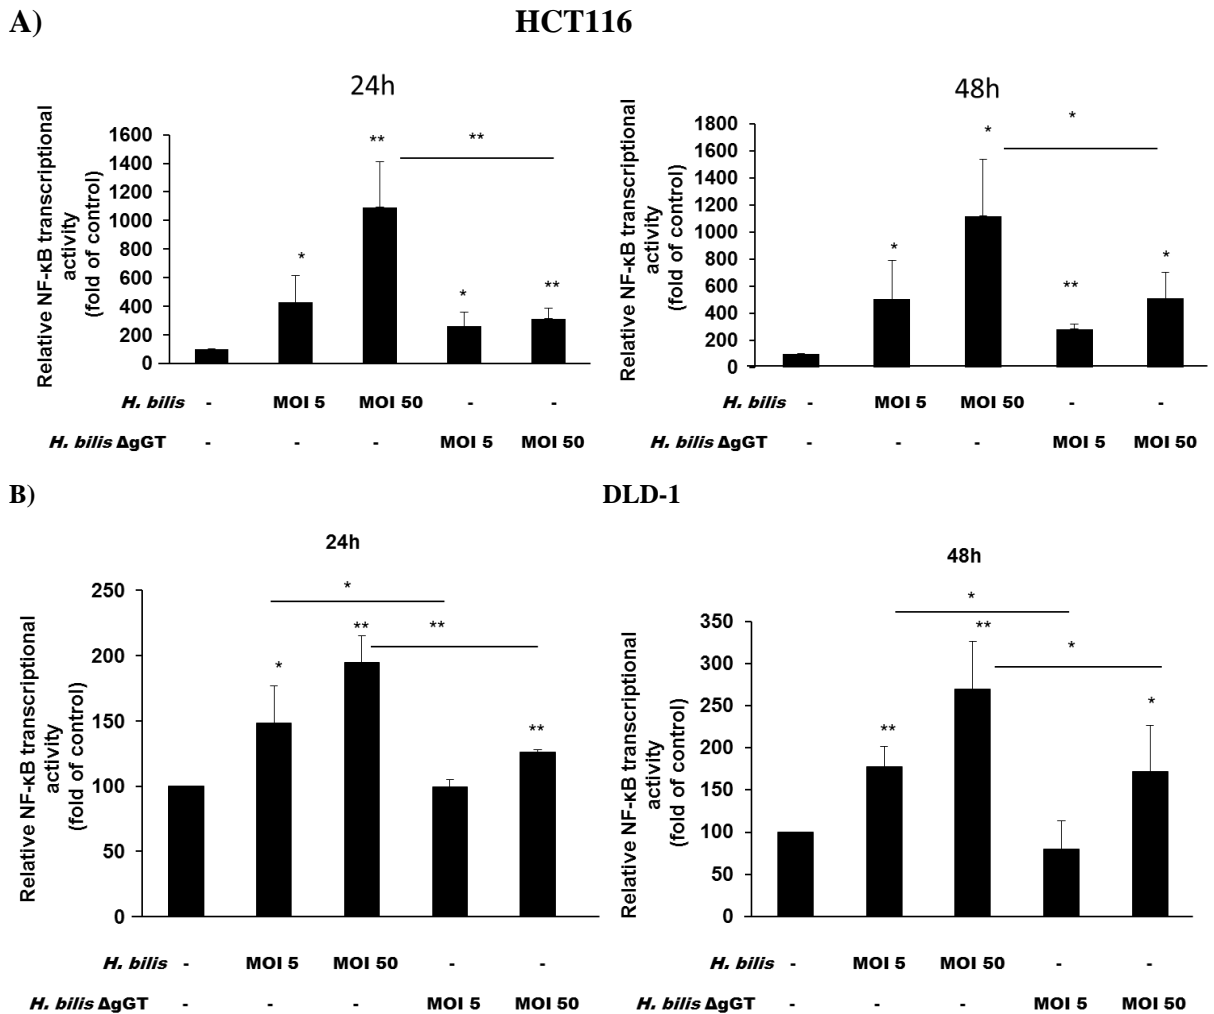 A) HCT116
24h
Relative NF-κB transcriptional
activity
(fold of control)
1600
1400
1200
1000
800
600
400
200
0
*
**
*
**
**
H. bilis - MOI 5 MOI 50 - -
H. bilis ΔgGT - - - MOI 5 MOI 50
48h
Relative NF-κB transcriptional
activity
(fold of control)
1800
1600
1400
1200
1000
800
600
400
200
0
*
*
**
*
*
H. bilis - MOI 5 MOI 50 - -
H. bilis ΔgGT - - - MOI 5 MOI 50
B) DLD-1
24h
Relative NF-κB transcriptional
activity
(fold of control)
250
200
150
100
50
0
*
**
**
*
**
H. bilis - MOI 5 MOI 50 - -
H. bilis ΔgGT - - - MOI 5 MOI 50
48h
Relative NF-κB transcriptional
activity
(fold of control)
350
300
250
200
150
100
50
0
**
**
*
*
*
H. bilis - MOI 5 MOI 50 - -
H. bilis ΔgGT - - - MOI 5 MOI 50